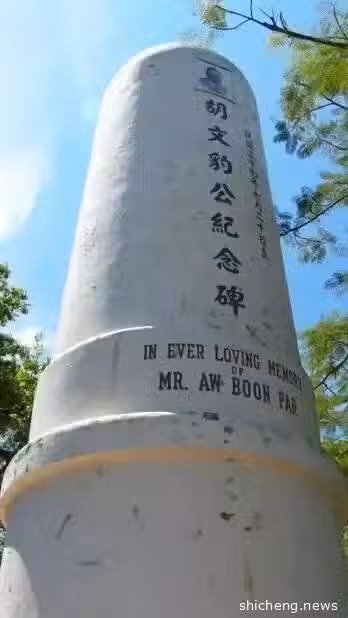 胡文豹公紀念碑
IN EVER LOVING MEMORY
OF
MR. AW BOON PAR
shicheng.news